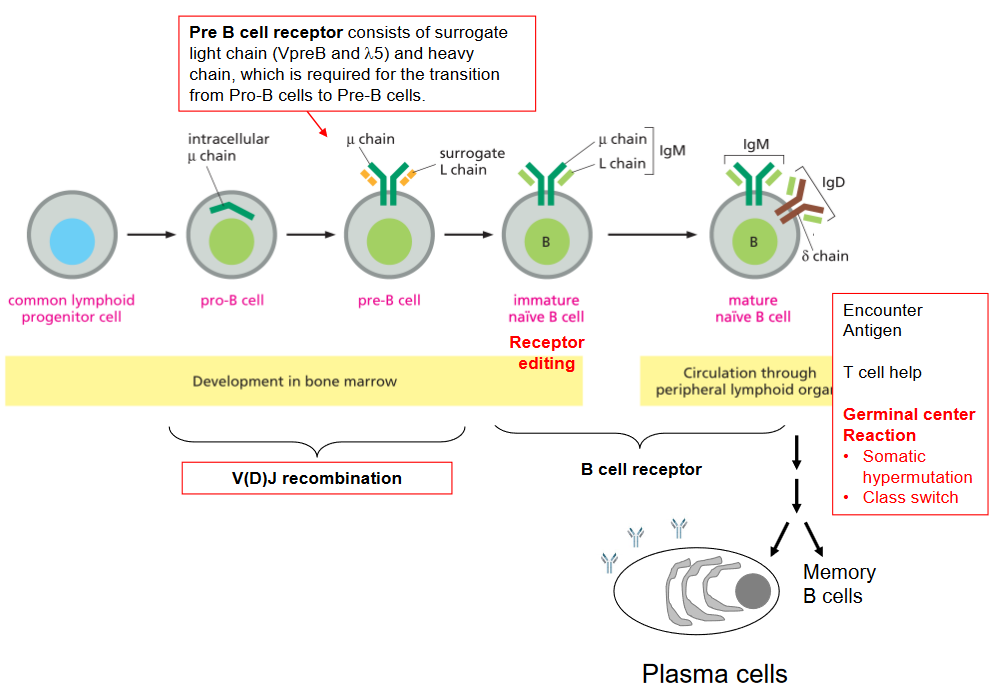 Pre B cell receptor consists of surrogate
light chain (VpreB and λ5) and heavy
chain, which is required for the transition
from Pro-B cells to Pre-B cells.
intracellular
μ chain
μ chain
surrogate
L chain
μ chain
L chain
IgM
IgM
IgD
δ chain
B
B
common lymphoid
progenitor cell
pro-B cell
pre-B cell
immature
naïve B cell
mature
naïve B cell
Receptor
editing
Development in bone marrow
Circulation through
peripheral lymphoid organ
Encounter
Antigen
T cell help
Germinal center
Reaction
• Somatic
hypermutation
• Class switch
V(D)J recombination
B cell receptor
Memory
B cells
Plasma cells